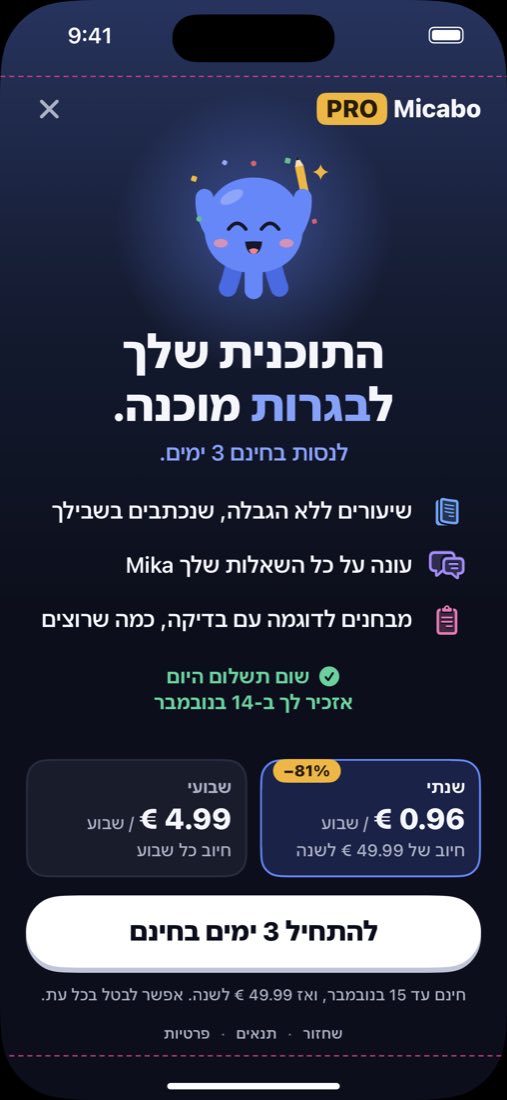 9:41
Micabo PRO
התוכנית שלך
לבגרות מוכנה.
לנסות בחינם 3 ימים.
שיעורים ללא הגבלה, שנכתבים בשבילך
עונה על כל השאלות שלך Mika
מבחנים לדוגמה עם בדיקה, כמה שרוצים
שום תשלום היום
אזכיר לך ב-14 בנובמבר
−81%
שנתי
0.96 € / שבוע
חיוב של 49.99 € לשנה
שבועי
4.99 € / שבוע
חיוב כל שבוע
להתחיל 3 ימים בחינם
חינם עד 15 בנובמבר, ואז 49.99 € לשנה. אפשר לבטל בכל עת.
שחזור · תנאים · פרטיות